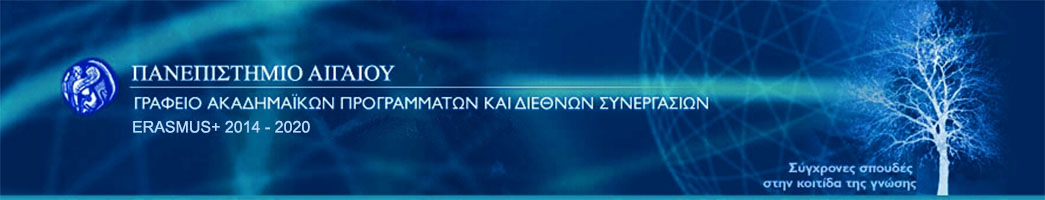 ΠΑΝΕΠΙΣΤΗΜΙΟ ΑΙΓΑΙΟΥ
ΓΡΑΦΕΙΟ ΑΚΑΔΗΜΑΪΚΩΝ ΠΡΟΓΡΑΜΜΑΤΩΝ ΚΑΙ ΔΙΕΘΝΩΝ ΣΥΝΕΡΓΑΣΙΩΝ
ERASMUS+ 2014 - 2020
Σύγχρονες σπουδές
στην κοιτίδα της γνώσης